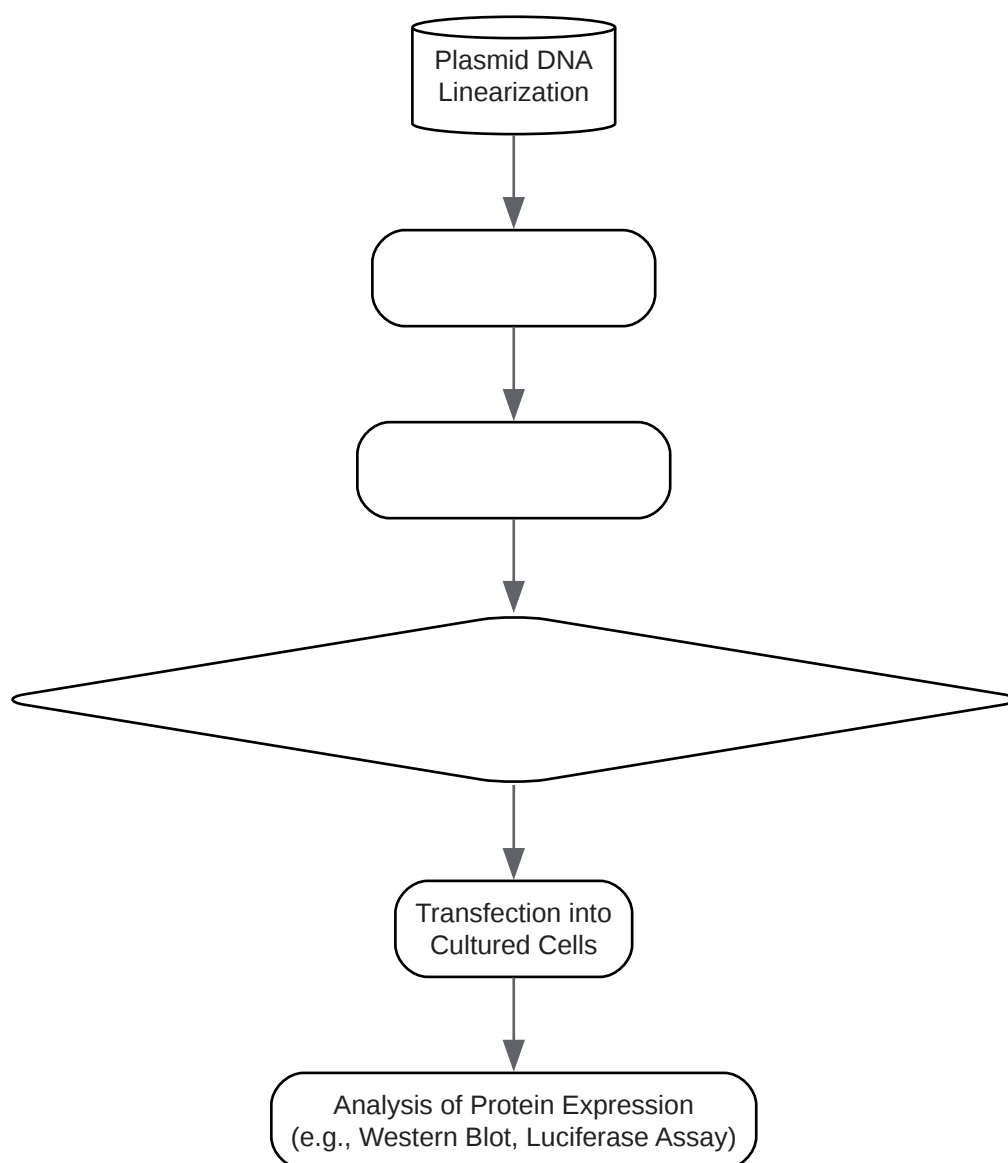 Plasmid DNA
Linearization
Transfection into
Cultured Cells
Analysis of Protein Expression
(e.g., Western Blot, Luciferase Assay)